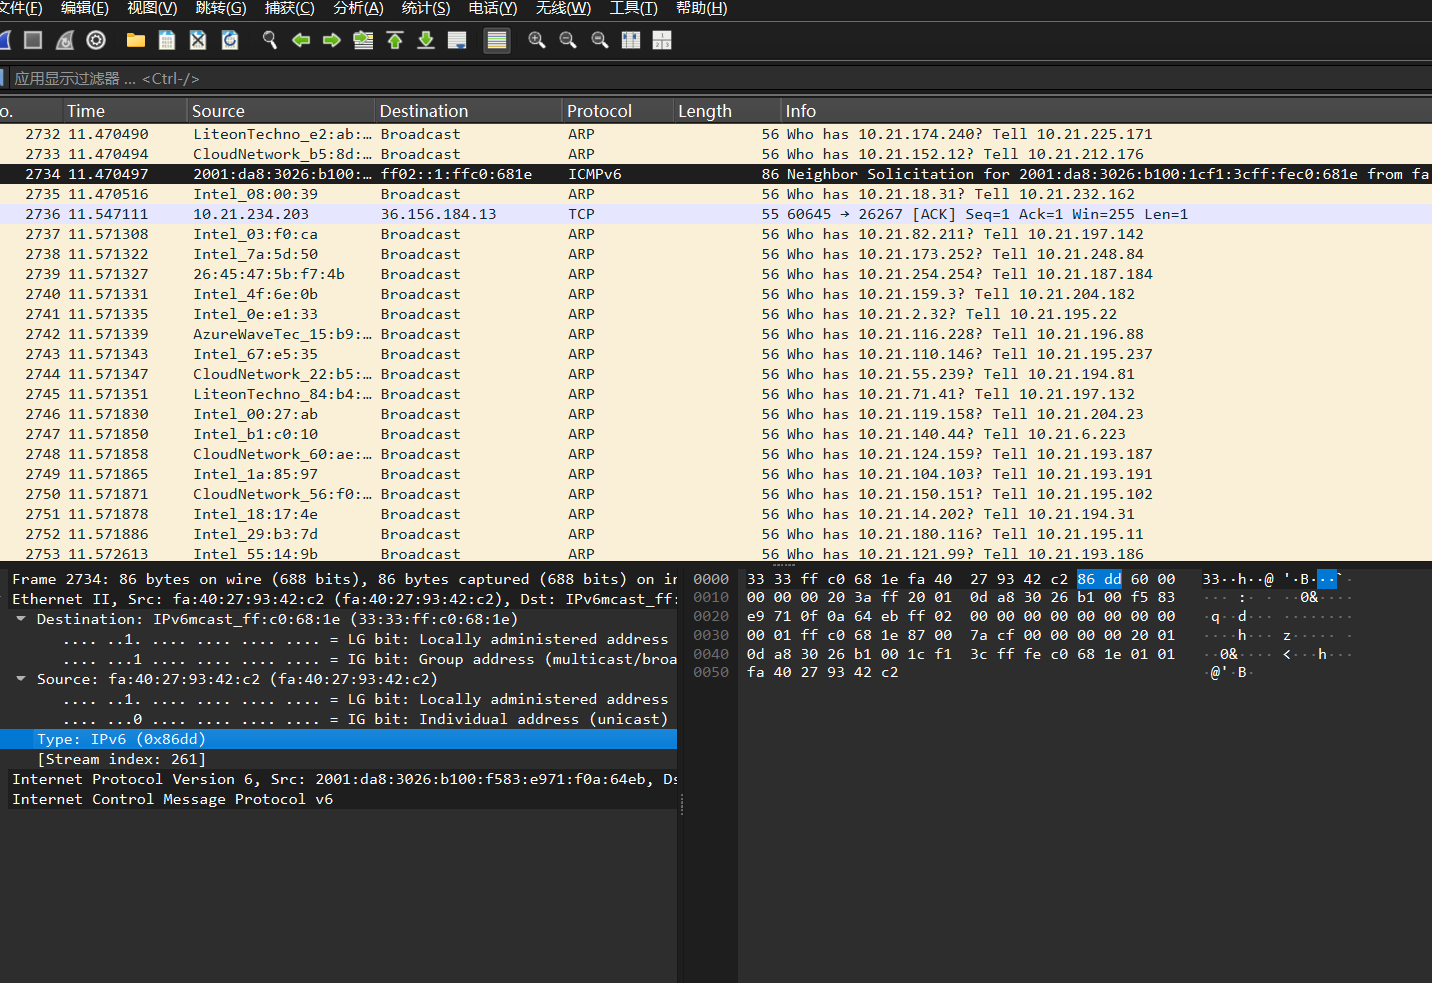 文件(F) 编辑(E) 视图(V) 跳转(G) 捕获(C) 分析(A) 统计(S) 电话(Y) 无线(W) 工具(T) 帮助(H)
应用显示过滤器 … <Ctrl-/>
o. Time Source Destination Protocol Length Info
2732 11.470490 LiteonTechno_e2:ab:… Broadcast ARP 56 Who has 10.21.174.240? Tell 10.21.225.171
2733 11.470494 CloudNetwork_b5:8d:… Broadcast ARP 56 Who has 10.21.152.12? Tell 10.21.212.176
2734 11.470497 2001:da8:3026:b100:… ff02::1:ffc0:681e ICMPv6 86 Neighbor Solicitation for 2001:da8:3026:b100:1cf1:3cff:fec0:681e from fa
2735 11.470516 Intel_08:00:39 Broadcast ARP 56 Who has 10.21.18.31? Tell 10.21.232.162
2736 11.547111 10.21.234.203 36.156.184.13 TCP 55 60645 → 26267 [ACK] Seq=1 Ack=1 Win=255 Len=1
2737 11.571308 Intel_03:f0:ca Broadcast ARP 56 Who has 10.21.82.211? Tell 10.21.197.142
2738 11.571322 Intel_7a:5d:50 Broadcast ARP 56 Who has 10.21.173.252? Tell 10.21.248.84
2739 11.571327 26:45:47:5b:f7:4b Broadcast ARP 56 Who has 10.21.254.254? Tell 10.21.187.184
2740 11.571331 Intel_4f:6e:0b Broadcast ARP 56 Who has 10.21.159.3? Tell 10.21.204.182
2741 11.571335 Intel_0e:e1:33 Broadcast ARP 56 Who has 10.21.2.32? Tell 10.21.195.22
2742 11.571339 AzureWaveTec_15:b9:… Broadcast ARP 56 Who has 10.21.116.228? Tell 10.21.196.88
2743 11.571343 Intel_67:e5:35 Broadcast ARP 56 Who has 10.21.110.146? Tell 10.21.195.237
2744 11.571347 CloudNetwork_22:b5:… Broadcast ARP 56 Who has 10.21.55.239? Tell 10.21.194.81
2745 11.571351 LiteonTechno_84:b4:… Broadcast ARP 56 Who has 10.21.71.41? Tell 10.21.197.132
2746 11.571830 Intel_00:27:ab Broadcast ARP 56 Who has 10.21.119.158? Tell 10.21.204.23
2747 11.571850 Intel_b1:c0:10 Broadcast ARP 56 Who has 10.21.140.44? Tell 10.21.6.223
2748 11.571858 CloudNetwork_60:ae:… Broadcast ARP 56 Who has 10.21.124.159? Tell 10.21.193.187
2749 11.571865 Intel_1a:85:97 Broadcast ARP 56 Who has 10.21.104.103? Tell 10.21.193.191
2750 11.571871 CloudNetwork_56:f0:… Broadcast ARP 56 Who has 10.21.150.151? Tell 10.21.195.102
2751 11.571878 Intel_18:17:4e Broadcast ARP 56 Who has 10.21.14.202? Tell 10.21.194.31
2752 11.571886 Intel_29:b3:7d Broadcast ARP 56 Who has 10.21.180.116? Tell 10.21.195.11
2753 11.572613 Intel_55:14:9b Broadcast ARP 56 Who has 10.21.121.99? Tell 10.21.193.186
Frame 2734: 86 bytes on wire (688 bits), 86 bytes captured (688 bits) on in
Ethernet II, Src: fa:40:27:93:42:c2 (fa:40:27:93:42:c2), Dst: IPv6mcast_ff:
Destination: IPv6mcast_ff:c0:68:1e (33:33:ff:c0:68:1e)
.... ..1. .... .... .... .... = LG bit: Locally administered address
.... ...1 .... .... .... .... = IG bit: Group address (multicast/broa
Source: fa:40:27:93:42:c2 (fa:40:27:93:42:c2)
.... ..1. .... .... .... .... = LG bit: Locally administered address
.... ...0 .... .... .... .... = IG bit: Individual address (unicast)
Type: IPv6 (0x86dd)
[Stream index: 261]
Internet Protocol Version 6, Src: 2001:da8:3026:b100:f583:e971:f0a:64eb, Ds
Internet Control Message Protocol v6
0000 33 33 ff c0 68 1e fa 40 27 93 42 c2 86 dd 60 00 33··h··@ '·B···`·
0010 00 00 00 20 3a ff 20 01 0d a8 30 26 b1 00 f5 83 ··· :· · ··0&····
0020 e9 71 0f 0a 64 eb ff 02 00 00 00 00 00 00 00 00 ·q··d··· ········
0030 00 01 ff c0 68 1e 87 00 7a cf 00 00 00 00 20 01 ····h··· z····· ·
0040 0d a8 30 26 b1 00 1c f1 3c ff fe c0 68 1e 01 01 ··0&···· <···h···
0050 fa 40 27 93 42 c2 ·@'·B·